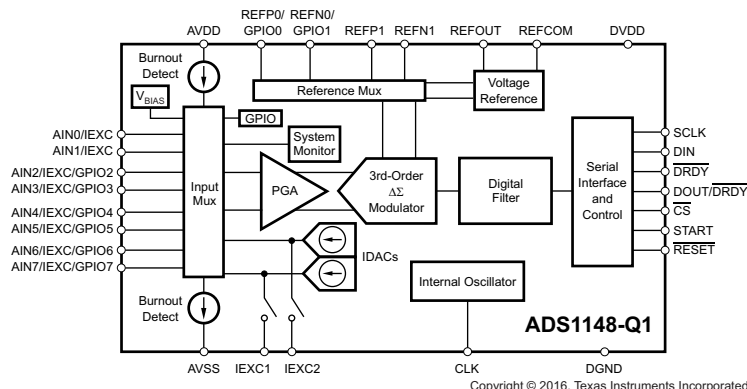 REFP0/ REFN0/
AVDD GPIO0 GPIO1 REFP1 REFN1 REFOUT REFCOM DVDD
Burnout
Detect
Reference Mux
Voltage
Reference
VBIAS
GPIO
System
Monitor
AIN0/IEXC
AIN1/IEXC
AIN2/IEXC/GPIO2
AIN3/IEXC/GPIO3
AIN4/IEXC/GPIO4
AIN5/IEXC/GPIO5
AIN6/IEXC/GPIO6
AIN7/IEXC/GPIO7
Input
Mux
PGA
3rd-Order
ΔΣ
Modulator
Digital
Filter
Serial
Interface
and
Control
SCLK
DIN
DRDY
DOUT/DRDY
CS
START
RESET
IDACs
Burnout
Detect
Internal Oscillator
ADS1148-Q1
AVSS IEXC1 IEXC2 CLK DGND
Copyright © 2016, Texas Instruments Incorporated